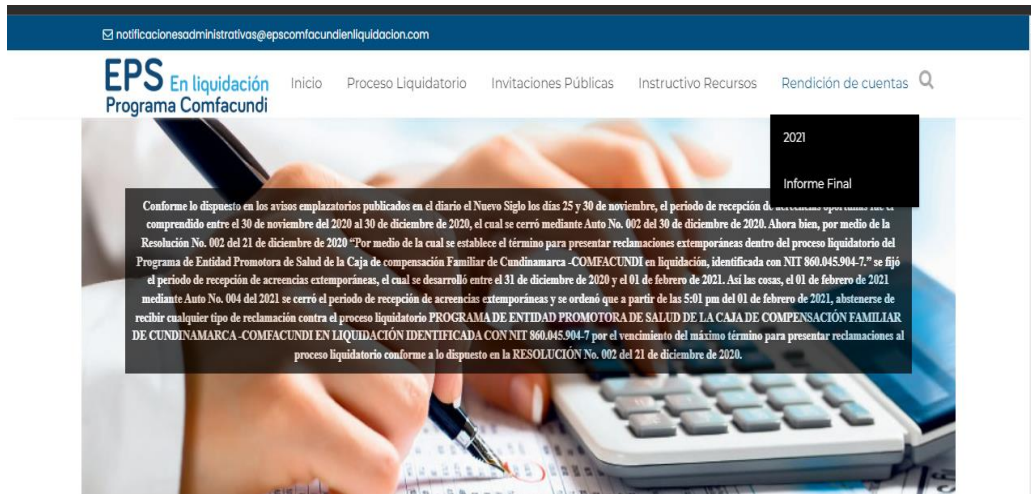 notificacionesadministrativas@epscomfacundienliquidacion.com
EPS En liquidación
Programa Comfacundi
Inicio Proceso Liquidatorio Invitaciones Públicas Instructivo Recursos Rendición de cuentas
2021
Informe Final
Conforme lo dispuesto en los avisos emplazatorios publicados en el diario el Nuevo Siglo los días 25 y 30 de noviembre, el periodo de recepción de acreencias oportunas fue el
comprendido entre el 30 de noviembre del 2020 al 30 de diciembre de 2020, el cual se cerró mediante Auto No. 002 del 30 de diciembre de 2020. Ahora bien, por medio de la
Resolución No. 002 del 21 de diciembre de 2020 “Por medio de la cual se establece el término para presentar reclamaciones extemporáneas dentro del proceso liquidatorio del
Programa de Entidad Promotora de Salud de la Caja de compensación Familiar de Cundinamarca -COMFACUNDI en liquidación, identificada con NIT 860.045.904-7.” se fijó
el período de recepción de acreencias extemporáneas, el cual se desarrolló entre el 31 de diciembre de 2020 y el 01 de febrero de 2021. Así las cosas, el 01 de febrero de 2021
mediante Auto No. 004 del 2021 se cerró el periodo de recepción de acreencias extemporáneas y se ordenó que a partir de las 5:01 pm del 01 de febrero de 2021, abstenerse de
recibir cualquier tipo de reclamación contra el proceso liquidatorio PROGRAMA DE ENTIDAD PROMOTORA DE SALUD DE LA CAJA DE COMPENSACIÓN FAMILIAR
DE CUNDINAMARCA -COMFACUNDI EN LIQUIDACIÓN IDENTIFICADA CON NIT 860.045.904-7 por el vencimiento del máximo término para presentar reclamaciones al
proceso liquidatorio conforme a lo dispuesto en la RESOLUCIÓN No. 002 del 21 de diciembre de 2020.